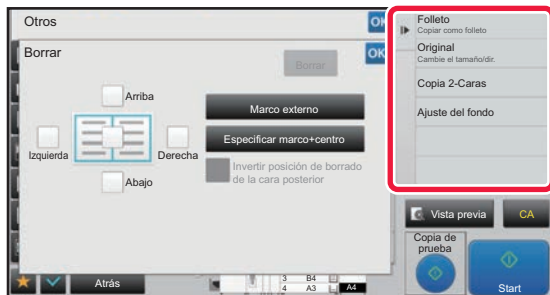 Otros
OK
Borrar
OK
Borrar
Arriba
Izquierda
Derecha
Abajo
Marco externo
Especificar marco+centro
Invertir posición de borrado
de la cara posterior
Atrás
3 B4
4 A3
A4
Folleto
Copiar como folleto
Original
Cambie el tamaño/dir.
Copia 2-Caras
Ajuste del fondo
Vista previa
CA
Copia de
prueba
Start